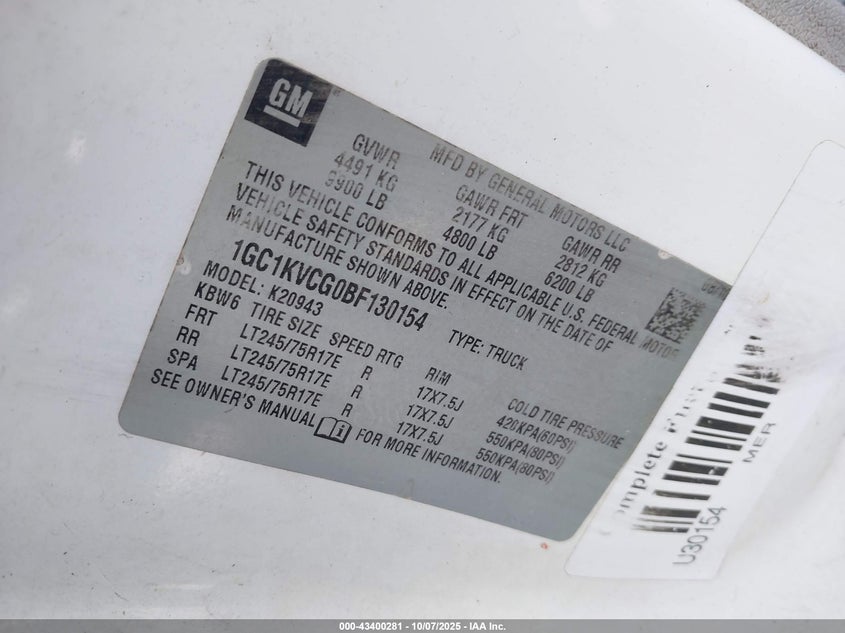 GM
MFD BY GENERAL MOTORS LLC
GVWR GAWR FRT GAWR RR
4491 KG 2177 KG 2812 KG
9900 LB 4800 LB 6200 LB
THIS VEHICLE CONFORMS TO ALL APPLICABLE U.S. FEDERAL MOTOR
VEHICLE SAFETY STANDARDS IN EFFECT ON THE DATE OF
MANUFACTURE SHOWN ABOVE.
1GC1KVCG0BF130154 TYPE: TRUCK
MODEL: K20943
KBW6 TIRE SIZE SPEED RTG RIM COLD TIRE PRESSURE
FRT LT245/75R17E R 17X7.5J 420KPA(60PSI)
RR LT245/75R17E R 17X7.5J 550KPA(80PSI)
SPA LT245/75R17E R 17X7.5J 550KPA(80PSI)
SEE OWNER'S MANUAL FOR MORE INFORMATION.
MER
U30154
000-43400281 - 10/07/2025 - IAA Inc.